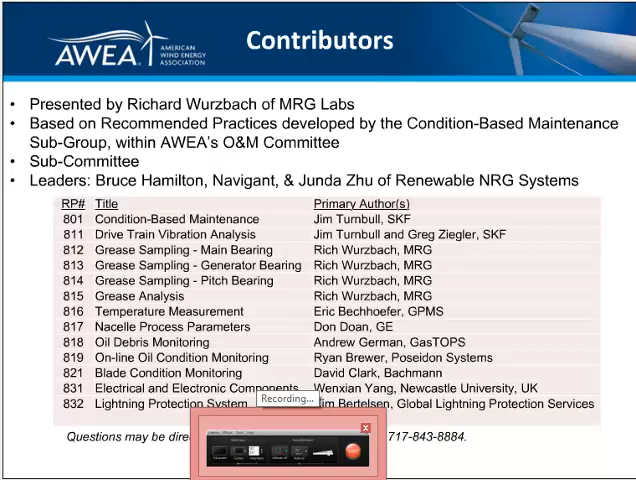 AWEA
AMERICAN
WIND ENERGY
ASSOCIATION
Contributors
• Presented by Richard Wurzbach of MRG Labs
• Based on Recommended Practices developed by the Condition-Based Maintenance
Sub-Group, within AWEA's O&M Committee
• Sub-Committee
• Leaders: Bruce Hamilton, Navigant, & Junda Zhu of Renewable NRG Systems
RP# Title Primary Author(s)
801 Condition-Based Maintenance Jim Turnbull, SKF
811 Drive Train Vibration Analysis Jim Turnbull and Greg Ziegler, SKF
812 Grease Sampling - Main Bearing Rich Wurzbach, MRG
813 Grease Sampling - Generator Bearing Rich Wurzbach, MRG
814 Grease Sampling - Pitch Bearing Rich Wurzbach, MRG
815 Grease Analysis Rich Wurzbach, MRG
816 Temperature Measurement Eric Bechhoefer, GPMS
817 Nacelle Process Parameters Don Doan, GE
818 Oil Debris Monitoring Andrew German, GasTOPS
819 On-line Oil Condition Monitoring Ryan Brewer, Poseidon Systems
821 Blade Condition Monitoring David Clark, Bachmann
831 Electrical and Electronic Components Wenxian Yang, Newcastle University, UK
832 Lightning Protection System Bertelsen, Global Lightning Protection Services
Recording...
Questions may be 717-843-8884.